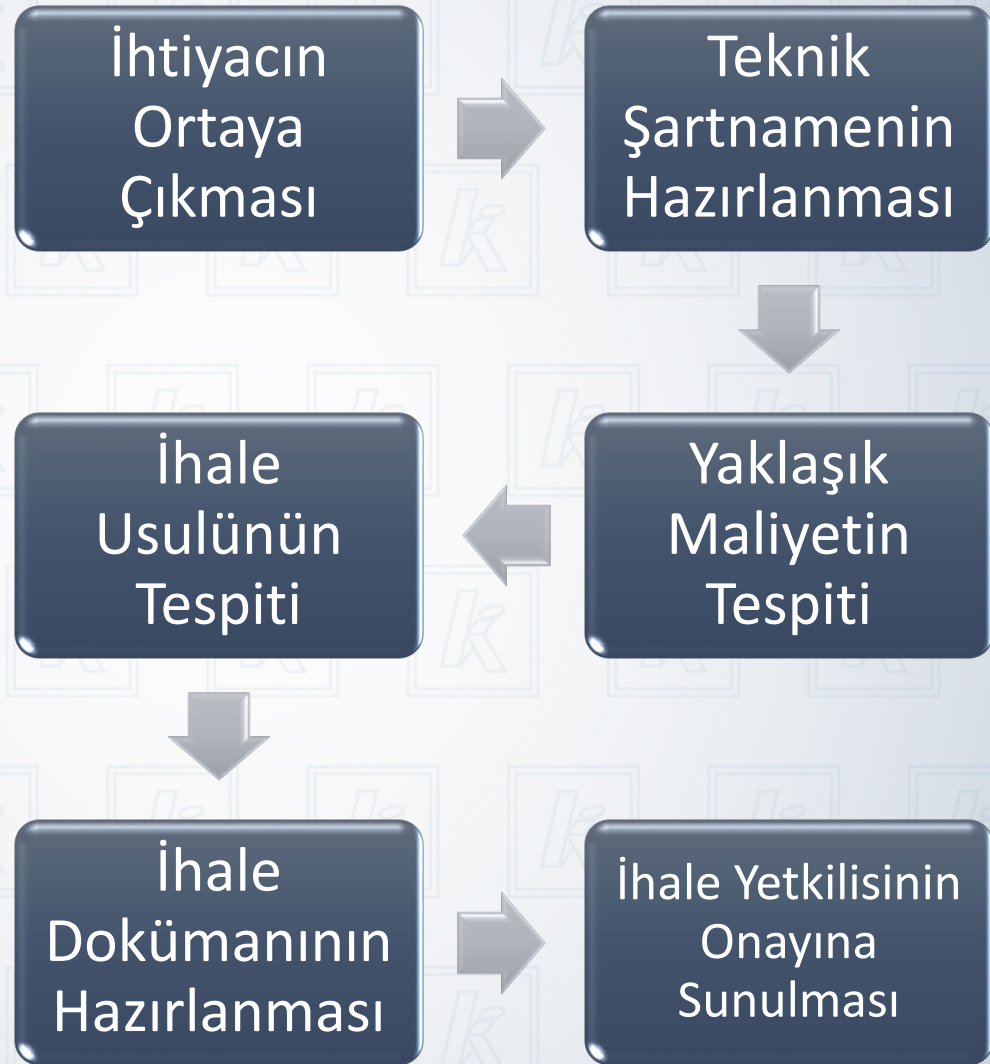 İhtiyacın
Ortaya
Çıkması
Teknik
Şartnamenin
Hazırlanması
Yaklaşık
Maliyetin
Tespiti
İhale
Usulünün
Tespiti
İhale
Dokümanının
Hazırlanması
İhale Yetkilisinin
Onayına
Sunulması